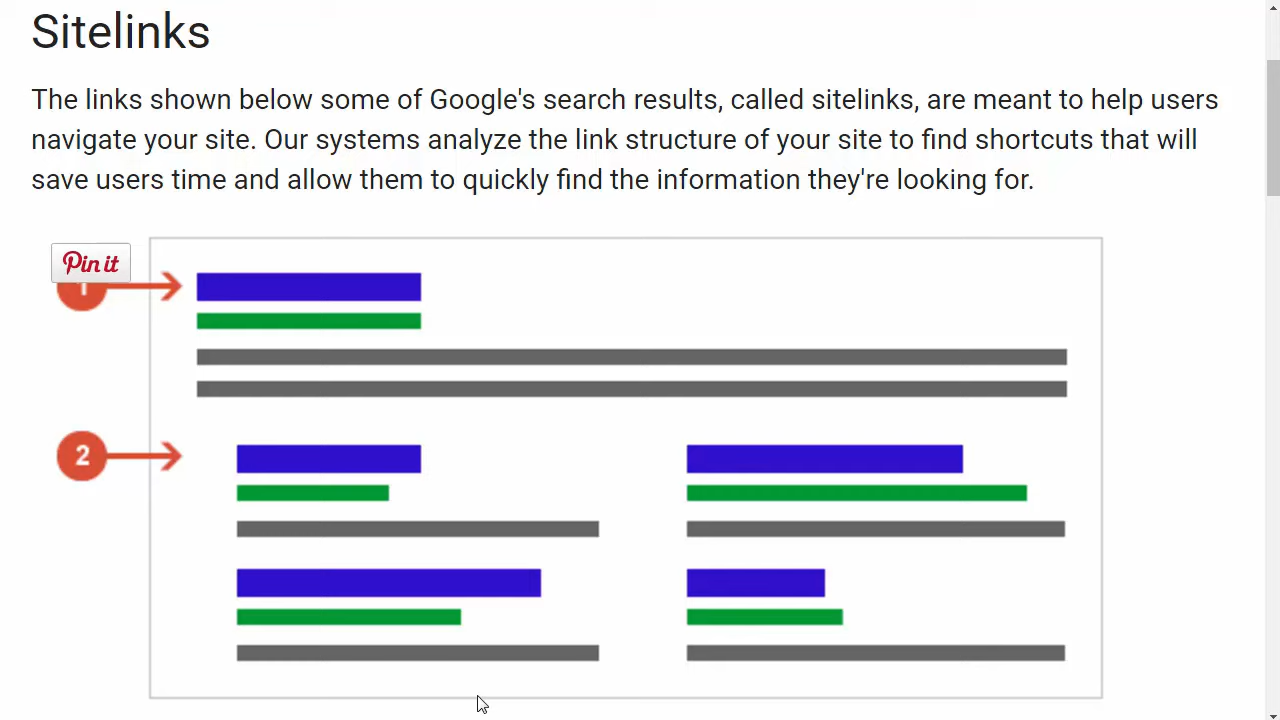 Sitelinks
The links shown below some of Google's search results, called sitelinks, are meant to help users
navigate your site. Our systems analyze the link structure of your site to find shortcuts that will
save users time and allow them to quickly find the information they're looking for.
Pin it
1
2